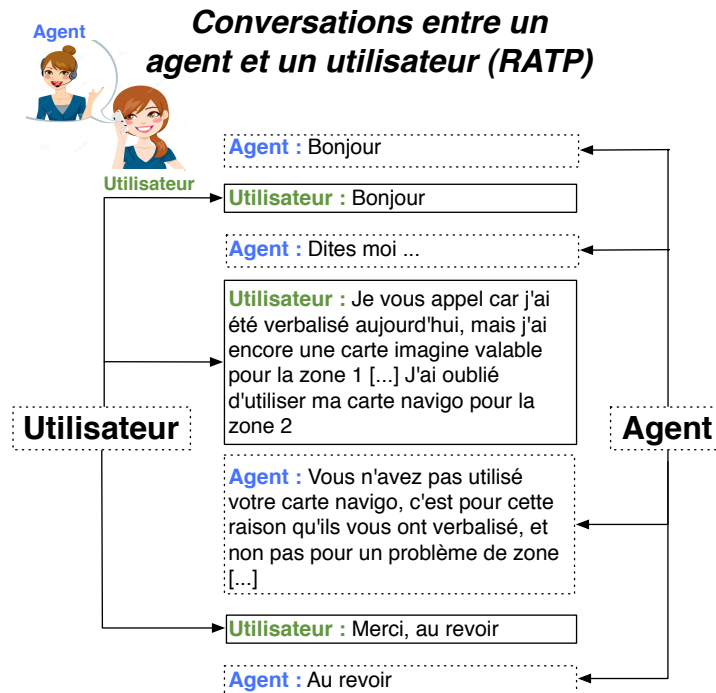 Conversations entre un
agent et un utilisateur (RATP)
Agent
Utilisateur
Agent : Bonjour
Utilisateur : Bonjour
Agent : Dites moi ...
Utilisateur : Je vous appel car j'ai
été verbalisé aujourd'hui, mais j'ai
encore une carte imagine valable
pour la zone 1 [...] J'ai oublié
d'utiliser ma carte navigo pour la
zone 2
Utilisateur
Agent
Agent : Vous n'avez pas utilisé
votre carte navigo, c'est pour cette
raison qu'ils vous ont verbalisé, et
non pas pour un problème de zone
[...]
Utilisateur : Merci, au revoir
Agent : Au revoir